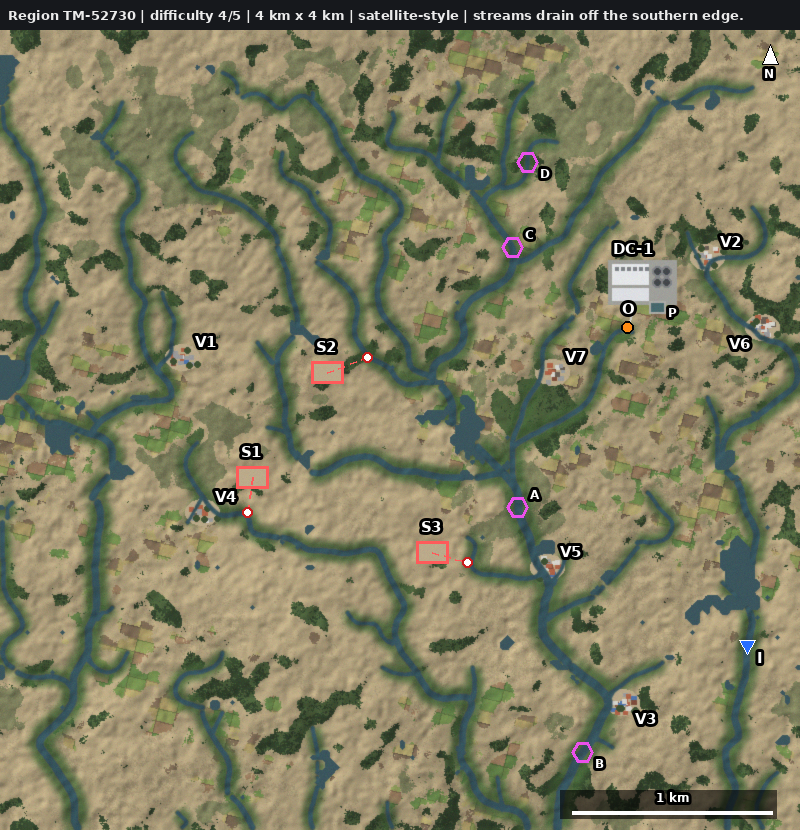 Region TM-52730 | difficulty 4/5 | 4 km x 4 km | satellite-style | streams drain off the southern edge.
N
D
C
DC-1
V2
O
P
V1
S2
V7
V6
S1
V4
A
S3
V5
I
V3
B
1 km